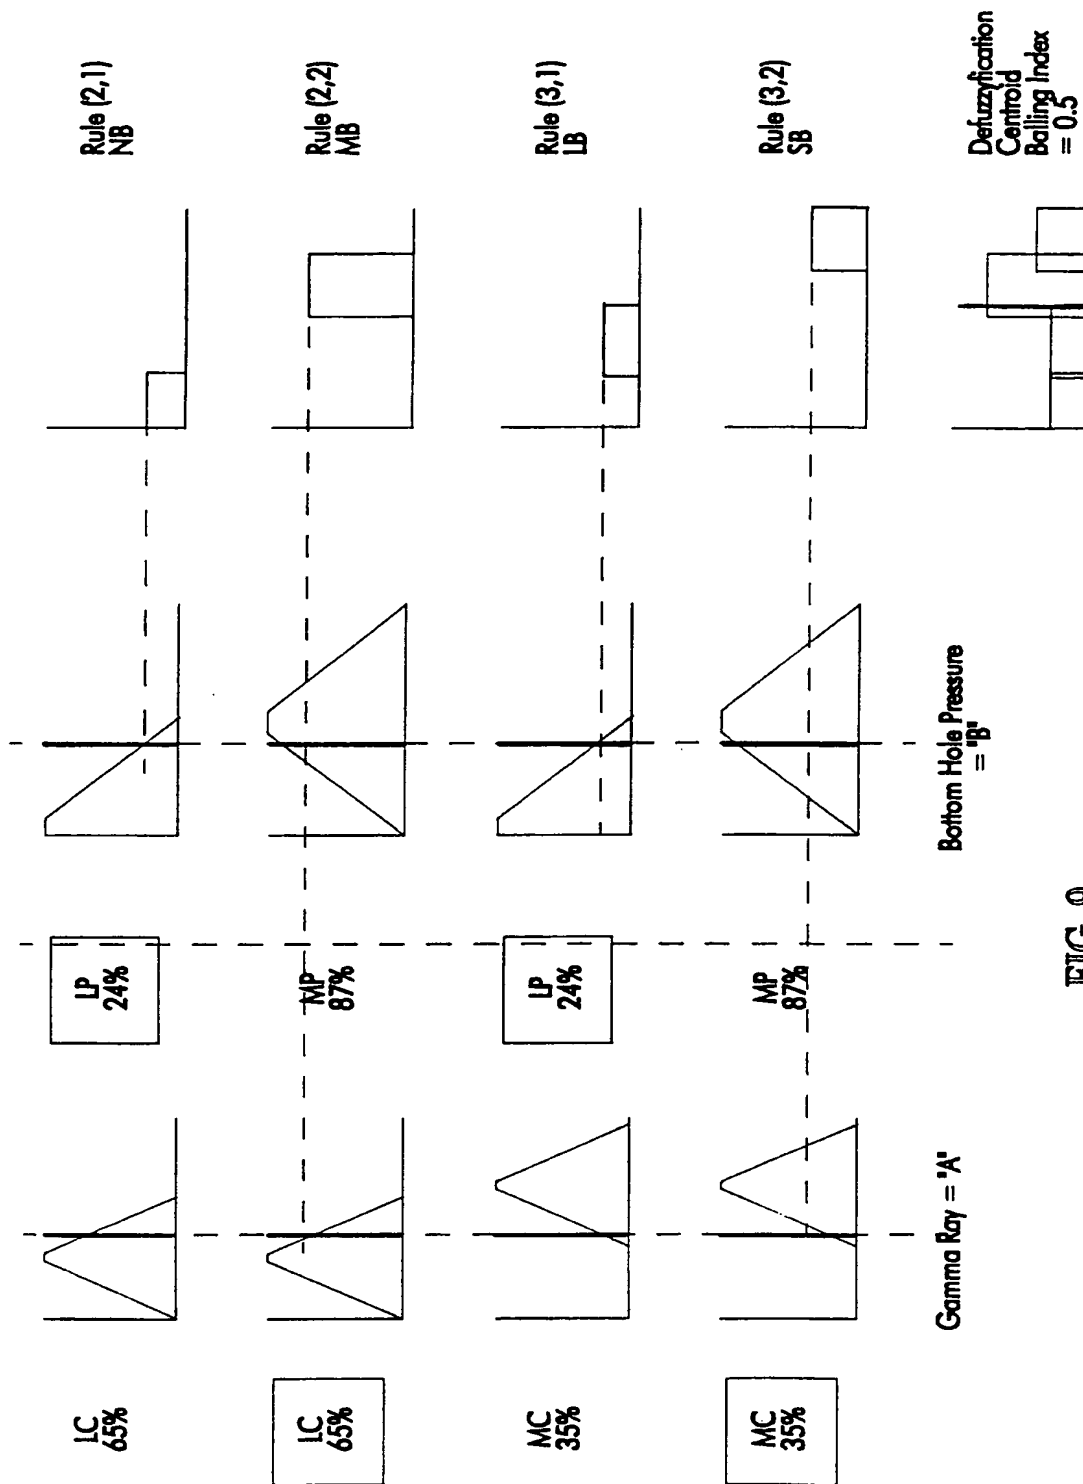 LC
65%
LP
24%
Rule (2,1)
NB
LC
65%
MP
87%
Rule (2,2)
MB
MC
35%
LP
24%
Rule (3,1)
LB
MC
35%
MP
87%
Rule (3,2)
SB
Gamma Ray = "A"
Bottom Hole Pressure
= "B"
Defuzzyfication
Centroid
Balling Index
= 0.5
FIG.